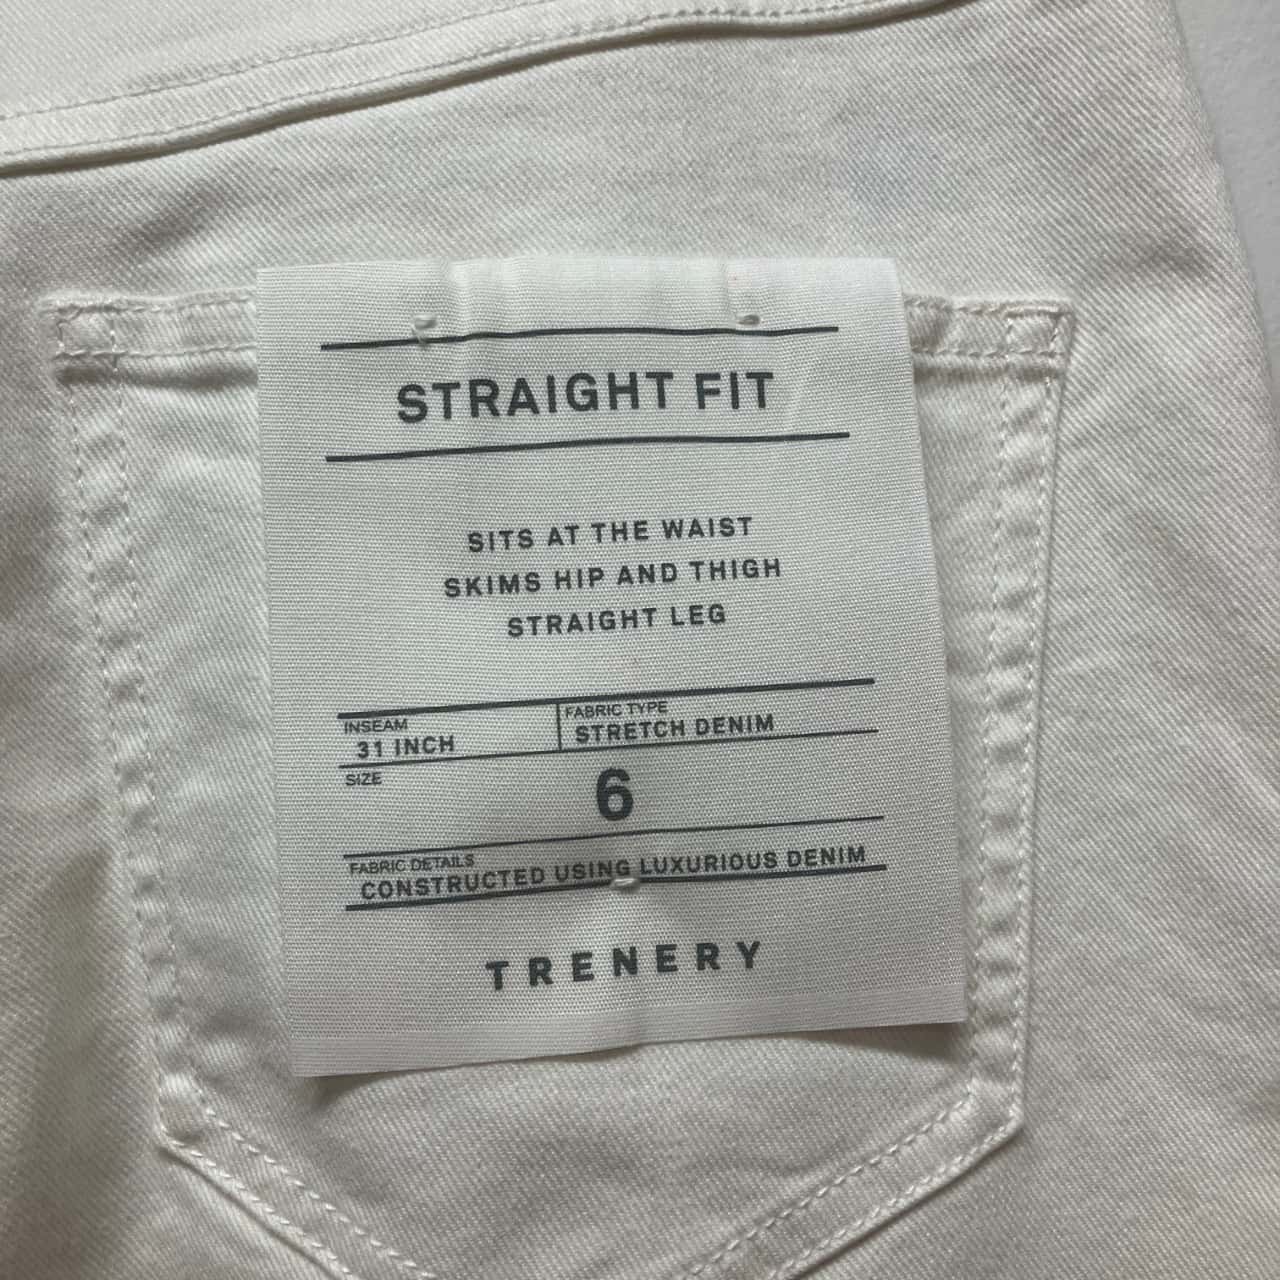 STRAIGHT FIT
SITS AT THE WAIST
SKIMS HIP AND THIGH
STRAIGHT LEG
INSEAM
31 INCH
FABRIC TYPE
STRETCH DENIM
SIZE
6
FABRIC DETAILS
CONSTRUCTED USING LUXURIOUS DENIM
TRENERY